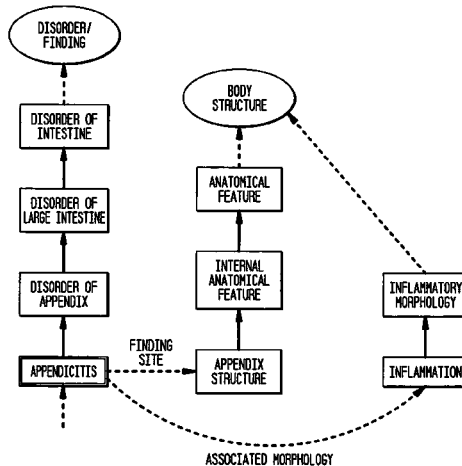 DISORDER/
FINDING
BODY
STRUCTURE
DISORDER OF
INTESTINE
ANATOMICAL
FEATURE
DISORDER OF
LARGE INTESTINE
INTERNAL
ANATOMICAL
FEATURE
DISORDER OF
APPENDIX
INFLAMMATORY
MORPHOLOGY
FINDING
SITE
APPENDICITIS
APPENDIX
STRUCTURE
INFLAMMATION
ASSOCIATED MORPHOLOGY